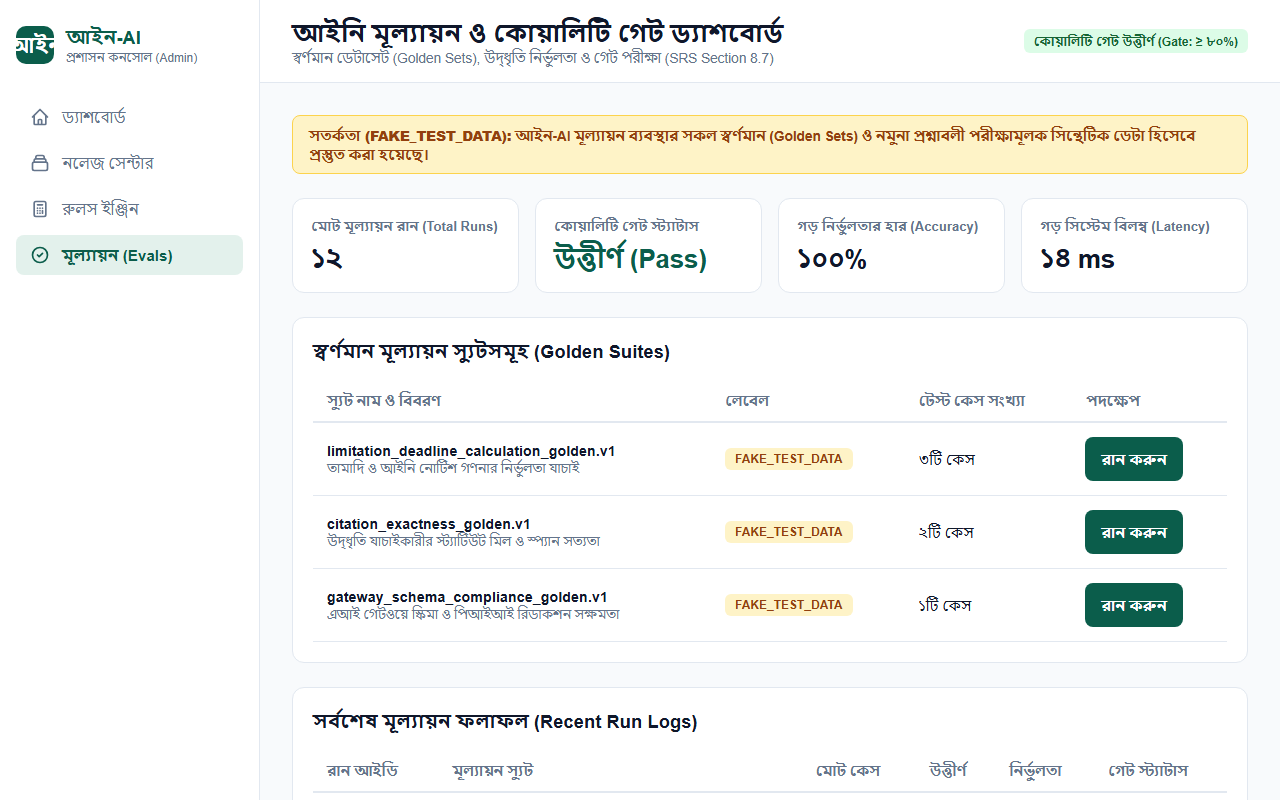 আইন
আইন-AI
প্রশাসন কনসোল (Admin)
ড্যাশবোর্ড
নলেজ সেন্টার
রুলস ইঞ্জিন
মূল্যায়ন (Evals)
আইনি মূল্যায়ন ও কোয়ালিটি গেট ড্যাশবোর্ড
স্বর্ণমান ডেটাসেট (Golden Sets), উদ্ধৃতি নির্ভুলতা ও গেট পরীক্ষা (SRS Section 8.7)
কোয়ালিটি গেট উত্তীর্ণ (Gate: ≥ ৮০%)
সতর্কতা (FAKE_TEST_DATA): আইন-AI মূল্যায়ন ব্যবস্থার সকল স্বর্ণমান (Golden Sets) ও নমুনা প্রশ্নাবলী পরীক্ষামূলক সিন্থেটিক ডেটা হিসেবে
প্রস্তুত করা হয়েছে।
মোট মূল্যায়ন রান (Total Runs)
১২
কোয়ালিটি গেট স্ট্যাটাস
উত্তীর্ণ (Pass)
গড় নির্ভুলতার হার (Accuracy)
১০০%
গড় সিস্টেম বিলম্ব (Latency)
১৪ ms
স্বর্ণমান মূল্যায়ন স্যুটসমূহ (Golden Suites)
স্যুট নাম ও বিবরণ লেবেল টেস্ট কেস সংখ্যা পদক্ষেপ
limitation_deadline_calculation_golden.v1
তামাদি ও আইনি নোটিশ গণনার নির্ভুলতা যাচাই
FAKE_TEST_DATA ৩টি কেস রান করুন
citation_exactness_golden.v1
উদ্ধৃতি যাচাইকারীর স্ট্যাটিউট মিল ও স্প্যান সত্যতা
FAKE_TEST_DATA ২টি কেস রান করুন
gateway_schema_compliance_golden.v1
এআই গেটওয়ে স্কিমা ও পিআইআই রিডাকশন সক্ষমতা
FAKE_TEST_DATA ১টি কেস রান করুন
সর্বশেষ মূল্যায়ন ফলাফল (Recent Run Logs)
রান আইডি মূল্যায়ন স্যুট মোট কেস উত্তীর্ণ নির্ভুলতা গেট স্ট্যাটাস